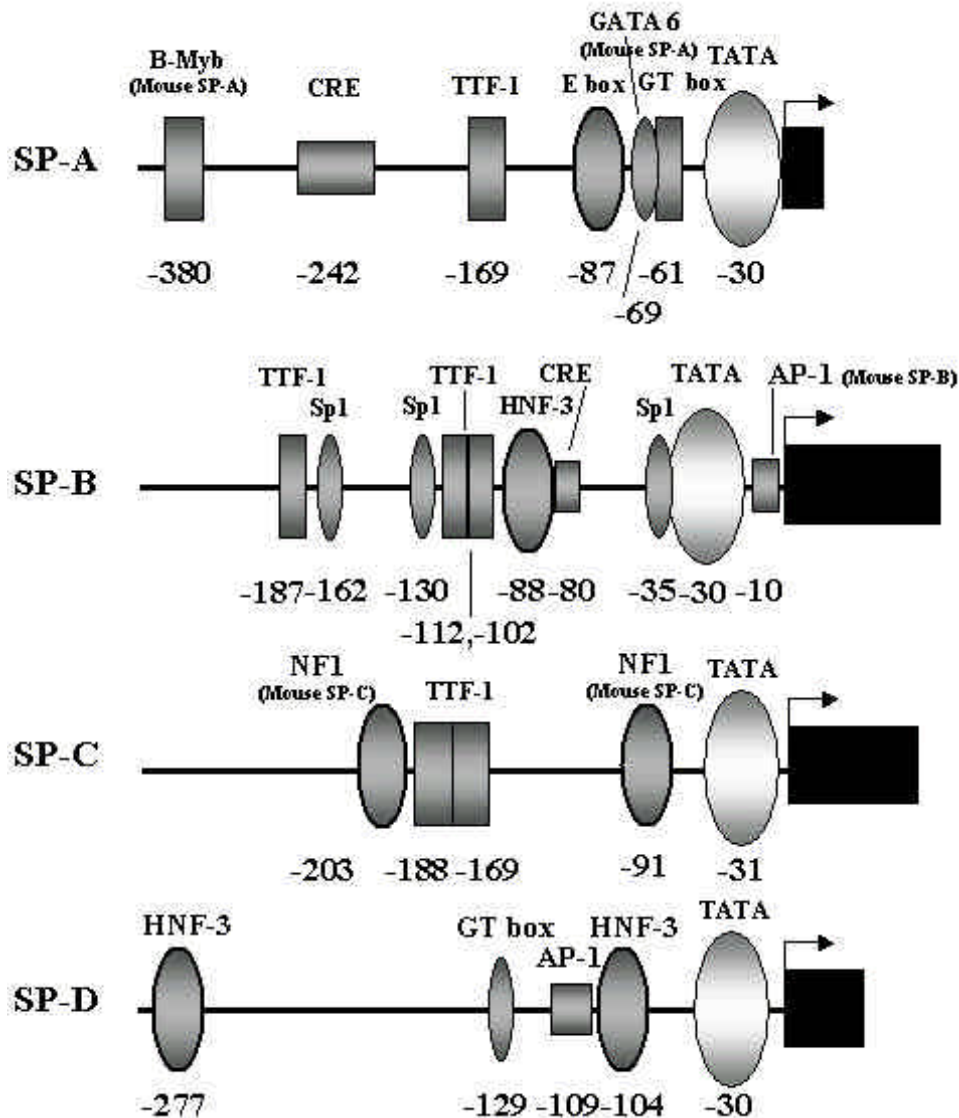 GATA 6
B-Myb (Mouse SP-A) TATA
(Mouse SP-A) CRE TTF-1 E box GT box
SP-A
-380 -242 -169 -87 -61 -30
-69
TTF-1 TTF-1 CRE TATA AP-1 (Mouse SP-B)
Sp1 Sp1 HNF-3 Sp1
SP-B
-187 -162 -130 -88 -80 -35 -30 -10
-112,-102
NF1 NF1 TATA
(Mouse SP-C) TTF-1 (Mouse SP-C)
SP-C
-203 -188 -169 -91 -31
HNF-3 GT box HNF-3 TATA
AP-1
SP-D
-277 -129 -109 -104 -30